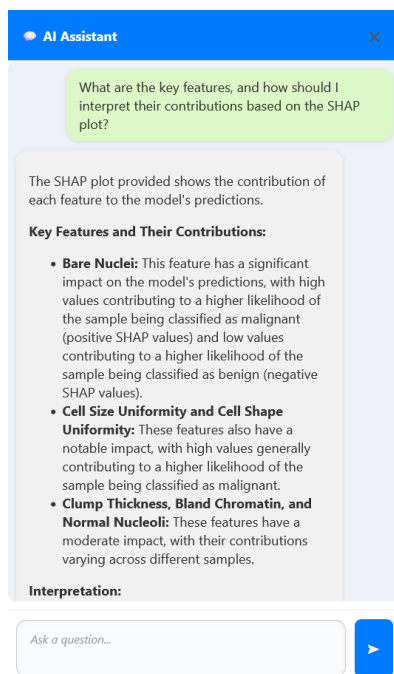 AI Assistant
What are the key features, and how should I
interpret their contributions based on the SHAP
plot?
The SHAP plot provided shows the contribution of
each feature to the model's predictions.
Key Features and Their Contributions:
• Bare Nuclei: This feature has a significant
impact on the model's predictions, with high
values contributing to a higher likelihood of
the sample being classified as malignant
(positive SHAP values) and low values
contributing to a higher likelihood of the
sample being classified as benign (negative
SHAP values).
• Cell Size Uniformity and Cell Shape
Uniformity: These features also have a
notable impact, with high values generally
contributing to a higher likelihood of the
sample being classified as malignant.
• Clump Thickness, Bland Chromatin, and
Normal Nucleoli: These features have a
moderate impact, with their contributions
varying across different samples.
Interpretation:
Ask a question...